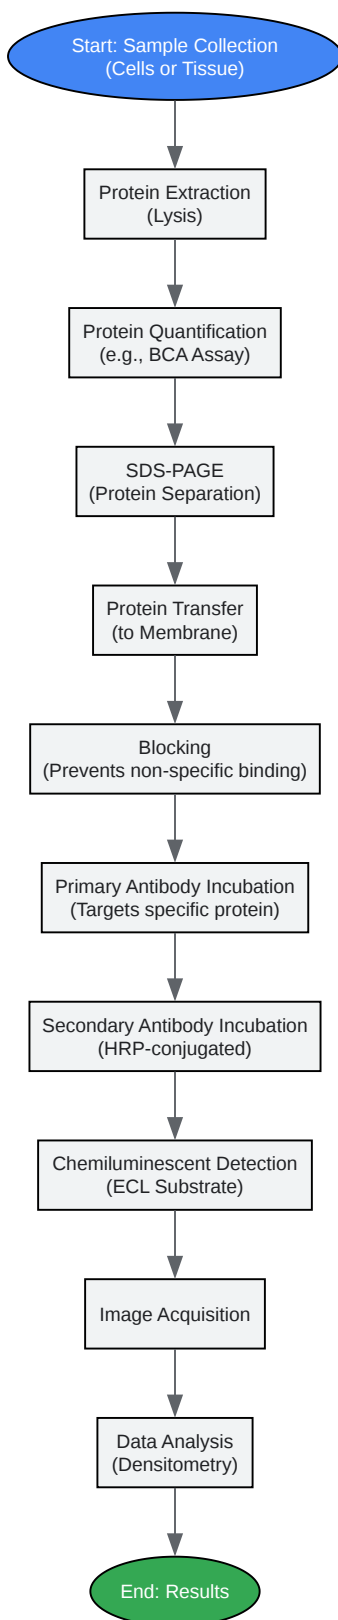 Start: Sample Collection
(Cells or Tissue)
Protein Extraction
(Lysis)
Protein Quantification
(e.g., BCA Assay)
SDS-PAGE
(Protein Separation)
Protein Transfer
(to Membrane)
Blocking
(Prevents non-specific binding)
Primary Antibody Incubation
(Targets specific protein)
Secondary Antibody Incubation
(HRP-conjugated)
Chemiluminescent Detection
(ECL Substrate)
Image Acquisition
Data Analysis
(Densitometry)
End: Results